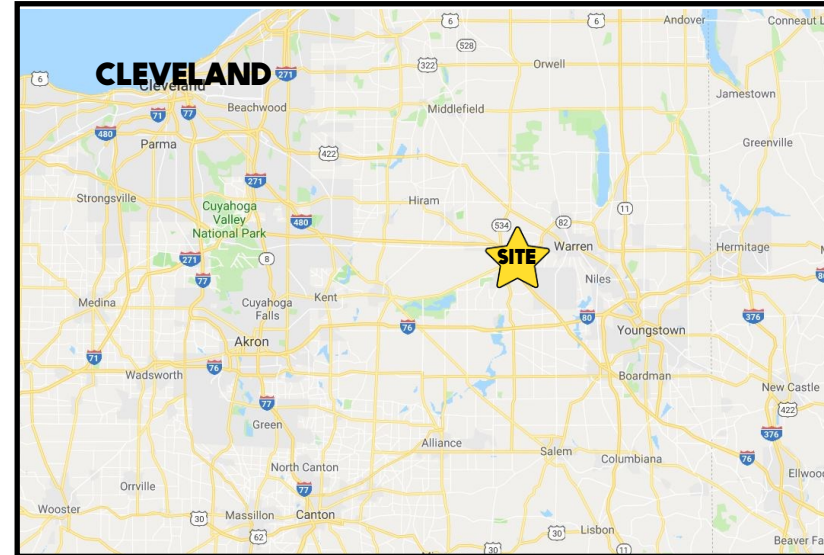 6
6
Andover
Conneaut L
528
CLEVELAND
Cleveland
271
322
Orwell
6
Jamestown
Beachwood
Middlefield
71
77
480
Parma
Greenville
422
271
Strongsville
Cuyahoga
Valley
National Park
Hiram
11
480
534
82
SITE
Warren
Hermitage
271
8
77
Niles
80
Medina
Cuyahoga
Falls
Kent
76
80
376
Youngstown
Akron
71
76
Wadsworth
Boardman
New Castle
77
422
Green
376
Alliance
Salem
Columbiana
76
North Canton
Ellwoo
77
Orrville
Wooster
30
Massillon
Canton
62
30
Lisbon
30
11
Beaver Fa